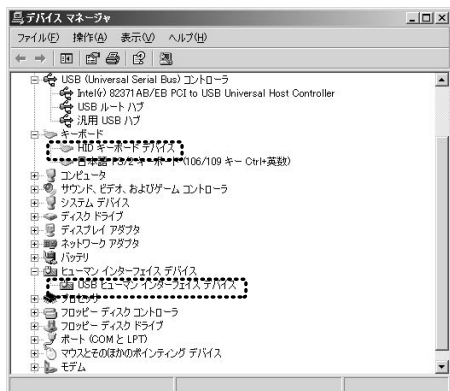 デバイス マネージャ
ファイル(F) 操作(A) 表示(V) ヘルプ(H)
USB (Universal Serial Bus) コントローラ
Intel(r) 82371AB/EB PCI to USB Universal Host Controller
USB ルート ハブ
汎用 USB ハブ
キーボード
HID キーボード デバイス
日本語 PS/2 キーボード (106/109 キー Ctrl+英数)
コンピュータ
サウンド、ビデオ、およびゲーム コントローラ
システム デバイス
ディスク ドライブ
ディスプレイ アダプタ
ネットワーク アダプタ
バッテリ
ヒューマン インターフェイス デバイス
USB ヒューマン インターフェイス デバイス
プロセッサ
フロッピー ディスク コントローラ
フロッピー ディスク ドライブ
ポート (COM と LPT)
マウスとそのほかのポインティング デバイス
モデム